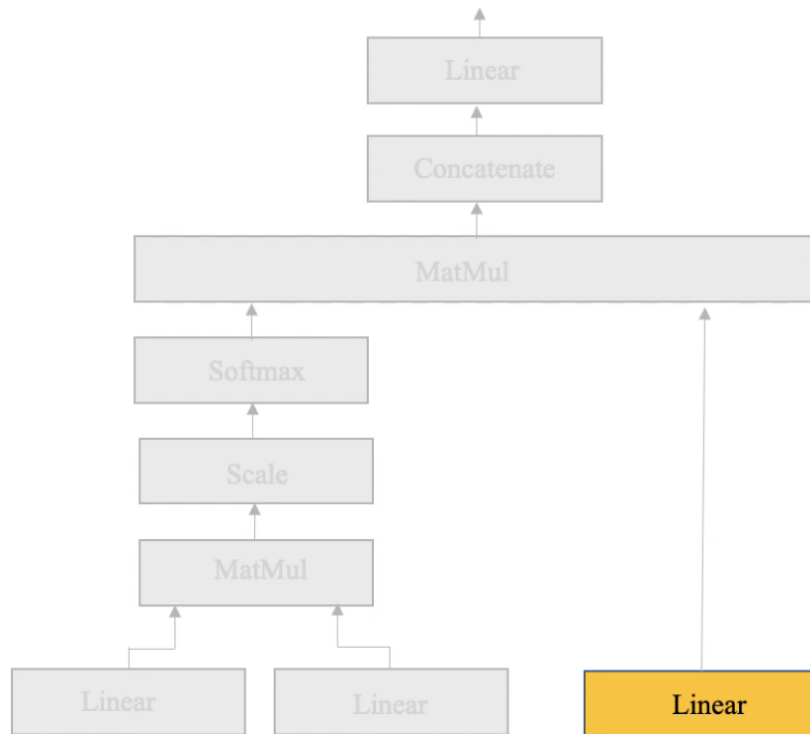 Linear
Concatenate
MatMul
Softmax
Scale
MatMul
Linear
Linear
Linear